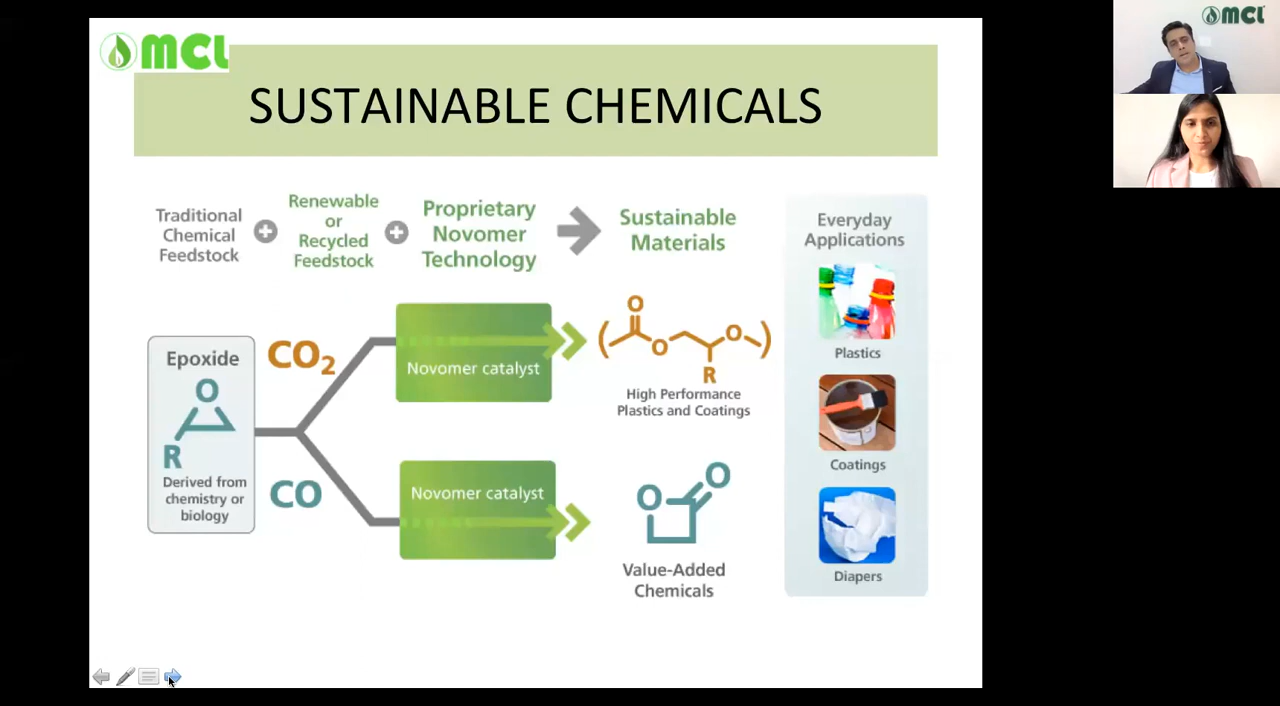 MCL
SUSTAINABLE CHEMICALS
Traditional
Chemical
Feedstock
Renewable
or
Recycled
Feedstock
Proprietary
Novomer
Technology
Sustainable
Materials
Everyday
Applications
Epoxide
O
R
Derived from
chemistry or
biology
CO2
CO
Novomer catalyst
Novomer catalyst
O
O
O
R
High Performance
Plastics and Coatings
O
O
Value-Added
Chemicals
Plastics
Coatings
Diapers
MCL